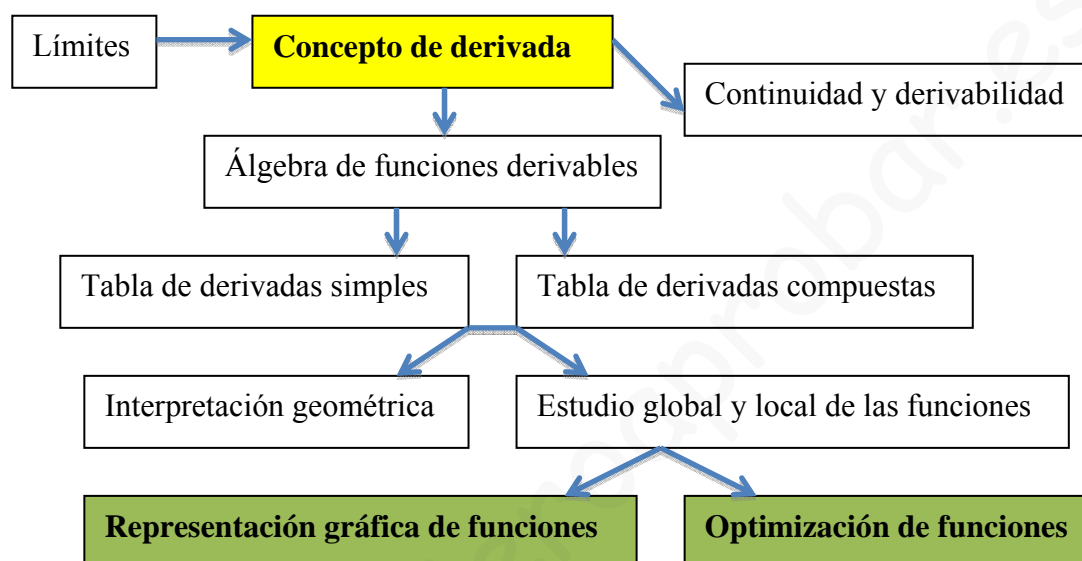 Límites
Concepto de derivada
Continuidad y derivabilidad
Álgebra de funciones derivables
Tabla de derivadas simples
Tabla de derivadas compuestas
Interpretación geométrica
Estudio global y local de las funciones
Representación gráfica de funciones
Optimización de funciones